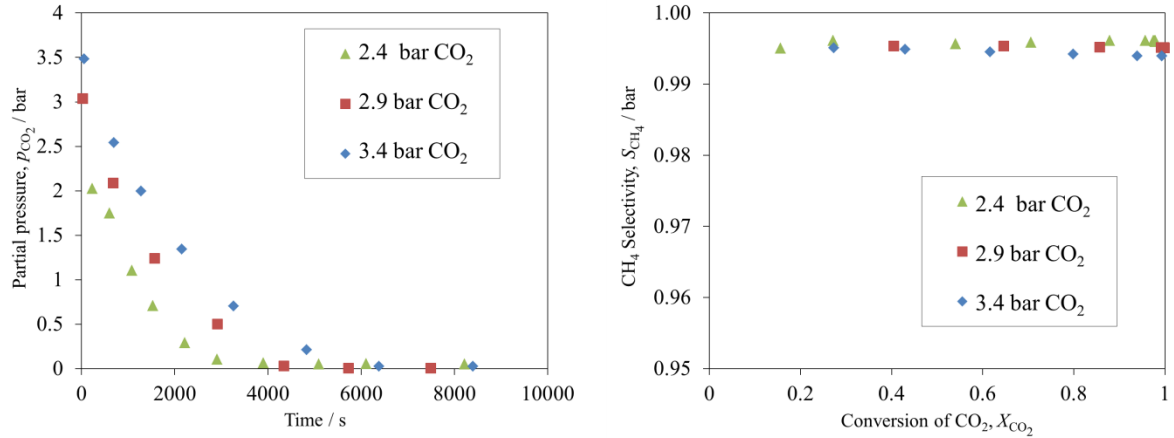 4
3.5
3
2.5
2
1.5
1
0.5
0
0
2000
4000
6000
8000
10000
Partial pressure, pCO₂ / bar
Time / s
2.4 bar CO₂
2.9 bar CO₂
3.4 bar CO₂
1.00
0.99
0.98
0.97
0.96
0.95
0
0.2
0.4
0.6
0.8
1
CH₄ Selectivity, SCH₄ / bar
Conversion of CO₂, XCO₂
2.4 bar CO₂
2.9 bar CO₂
3.4 bar CO₂